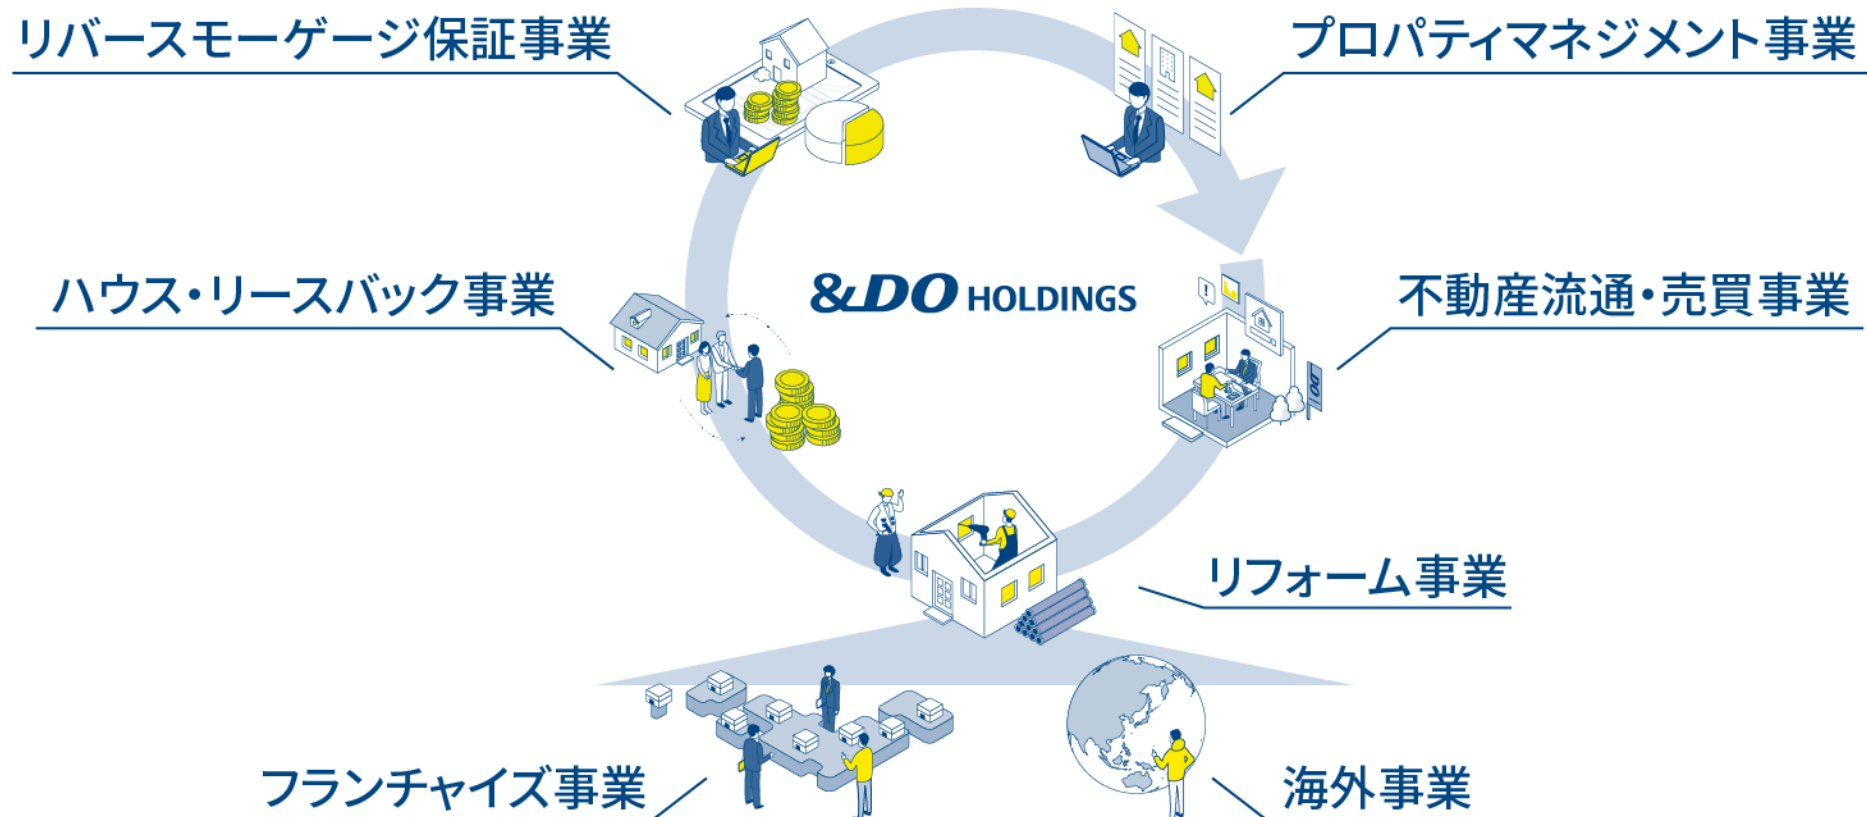 リバースモーゲージ保証事業
プロパティマネジメント事業
ハウス・リースバック事業
&DO HOLDINGS
不動産流通・売買事業
!
DO
リフォーム事業
フランチャイズ事業
海外事業